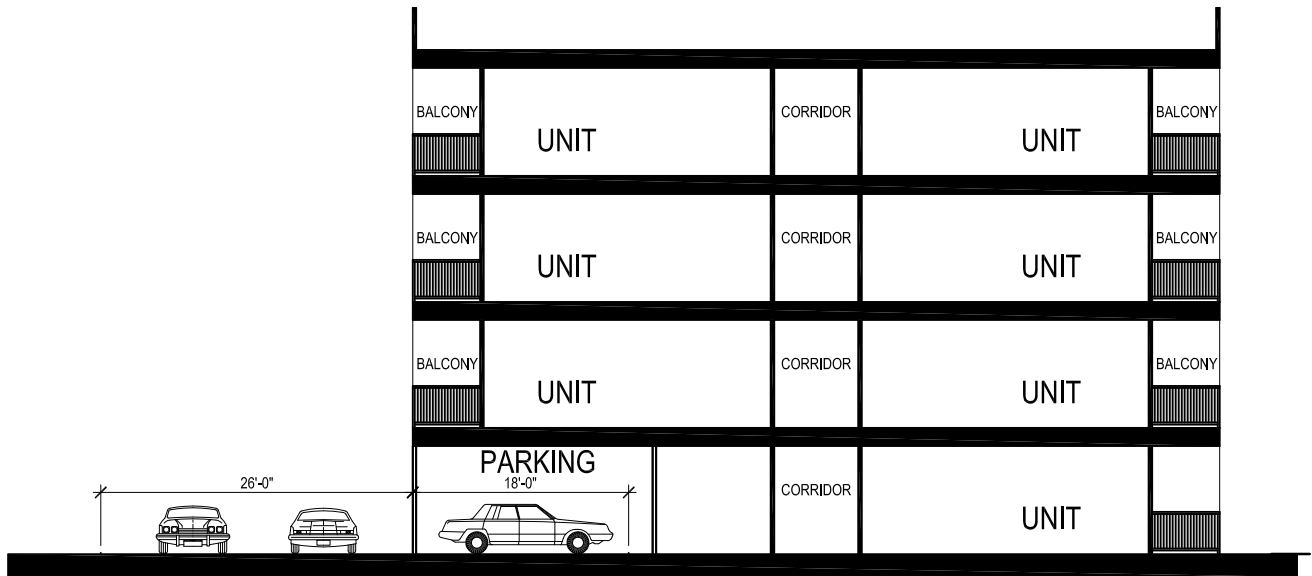 BALCONY
UNIT
CORRIDOR
UNIT
BALCONY
BALCONY
UNIT
CORRIDOR
UNIT
BALCONY
BALCONY
UNIT
CORRIDOR
UNIT
BALCONY
PARKING
26'-0"
18'-0"
CORRIDOR
UNIT